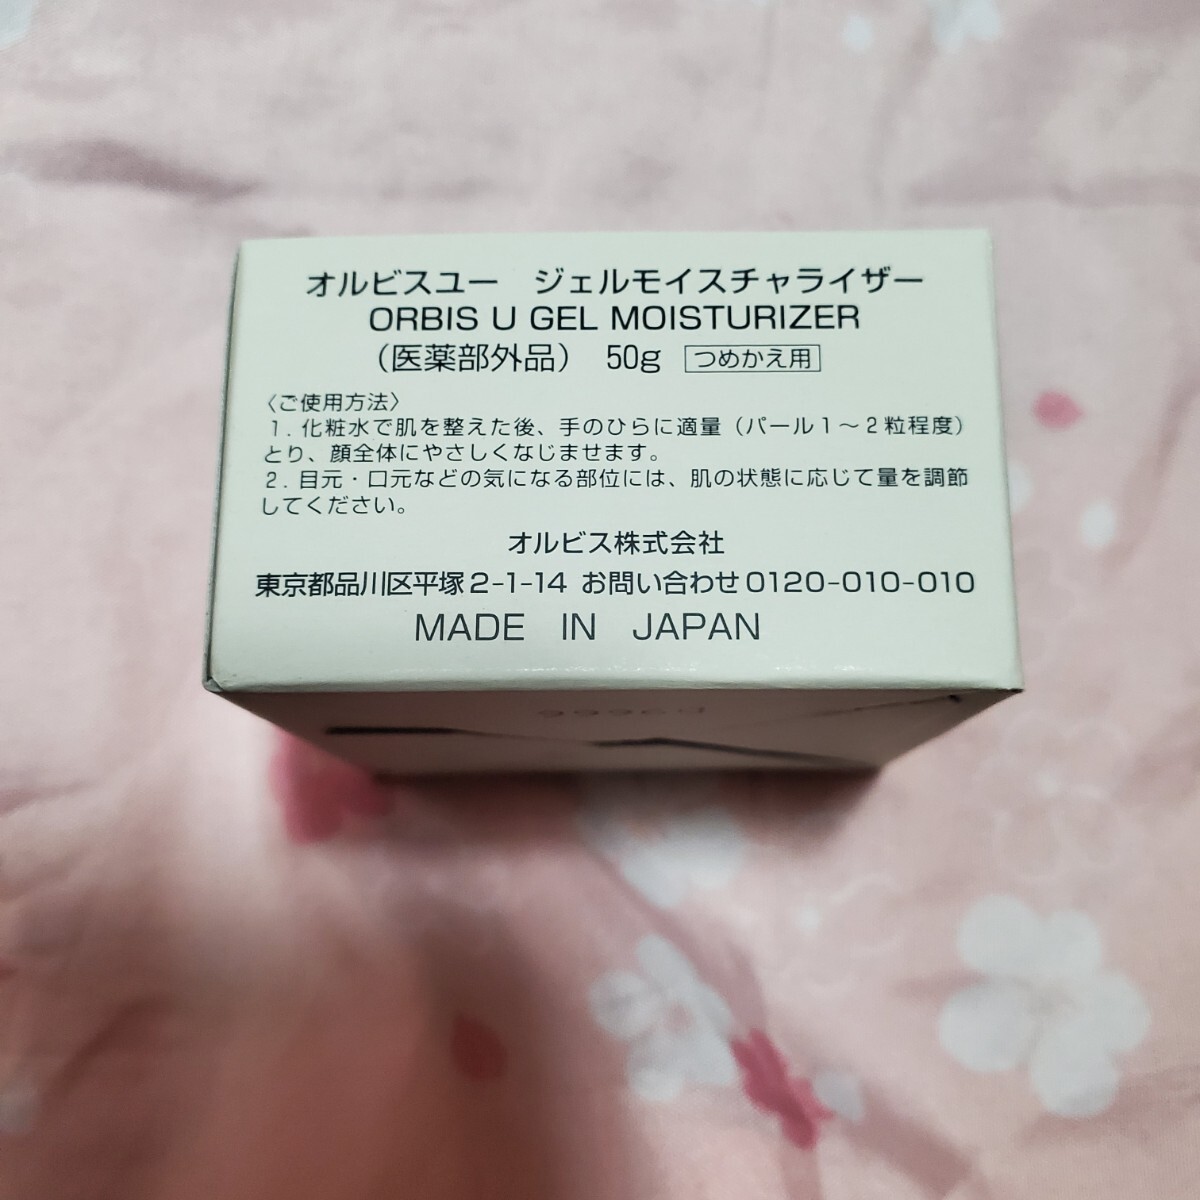 オルビスユー　ジェルモイスチャライザー
ORBIS U GEL MOISTURIZER
（医薬部外品）　50g　つめかえ用
〈ご使用方法〉
1．化粧水で肌を整えた後、手のひらに適量（パール１～２粒程度）
とり、顔全体にやさしくなじませます。
2．目元・口元などの気になる部位には、肌の状態に応じて量を調節
してください。
オルビス株式会社
東京都品川区平塚2-1-14 お問い合わせ0120-010-010
MADE IN JAPAN